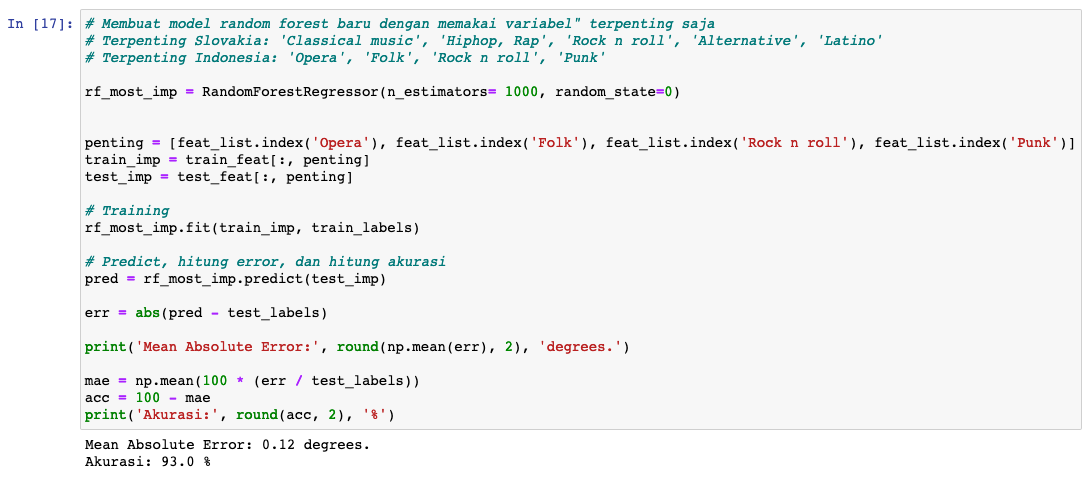 In [17]: # Membuat model random forest baru dengan memakai variabel" terpenting saja
# Terpenting Slovakia: 'Classical music', 'Hiphop, Rap', 'Rock n roll', 'Alternative', 'Latino'
# Terpenting Indonesia: 'Opera', 'Folk', 'Rock n roll', 'Punk'
rf_most_imp = RandomForestRegressor(n_estimators= 1000, random_state=0)
penting = [feat_list.index('Opera'), feat_list.index('Folk'), feat_list.index('Rock n roll'), feat_list.index('Punk')]
train_imp = train_feat[:, penting]
test_imp = test_feat[:, penting]
# Training
rf_most_imp.fit(train_imp, train_labels)
# Predict, hitung error, dan hitung akurasi
pred = rf_most_imp.predict(test_imp)
err = abs(pred - test_labels)
print('Mean Absolute Error:', round(np.mean(err), 2), 'degrees.')
mae = np.mean(100 * (err / test_labels))
acc = 100 - mae
print('Akurasi:', round(acc, 2), '%')
Mean Absolute Error: 0.12 degrees.
Akurasi: 93.0 %